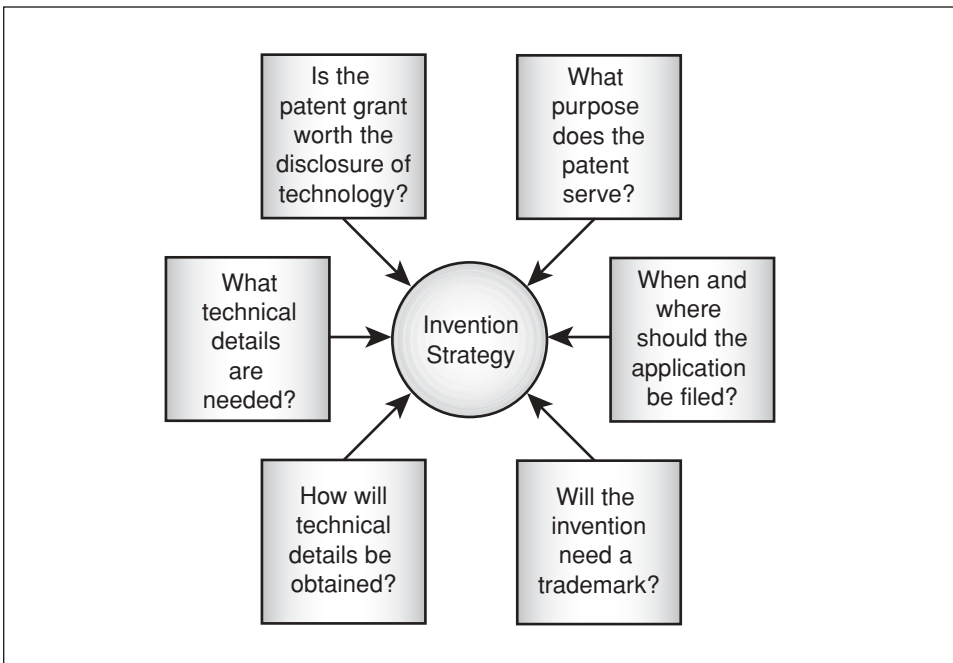 Is the
patent grant
worth the
disclosure of
technology?
What
purpose
does the
patent
serve?
What
technical
details
are
needed?
Invention
Strategy
When and
where
should the
application
be filed?
How will
technical
details be
obtained?
Will the
invention
need a
trademark?